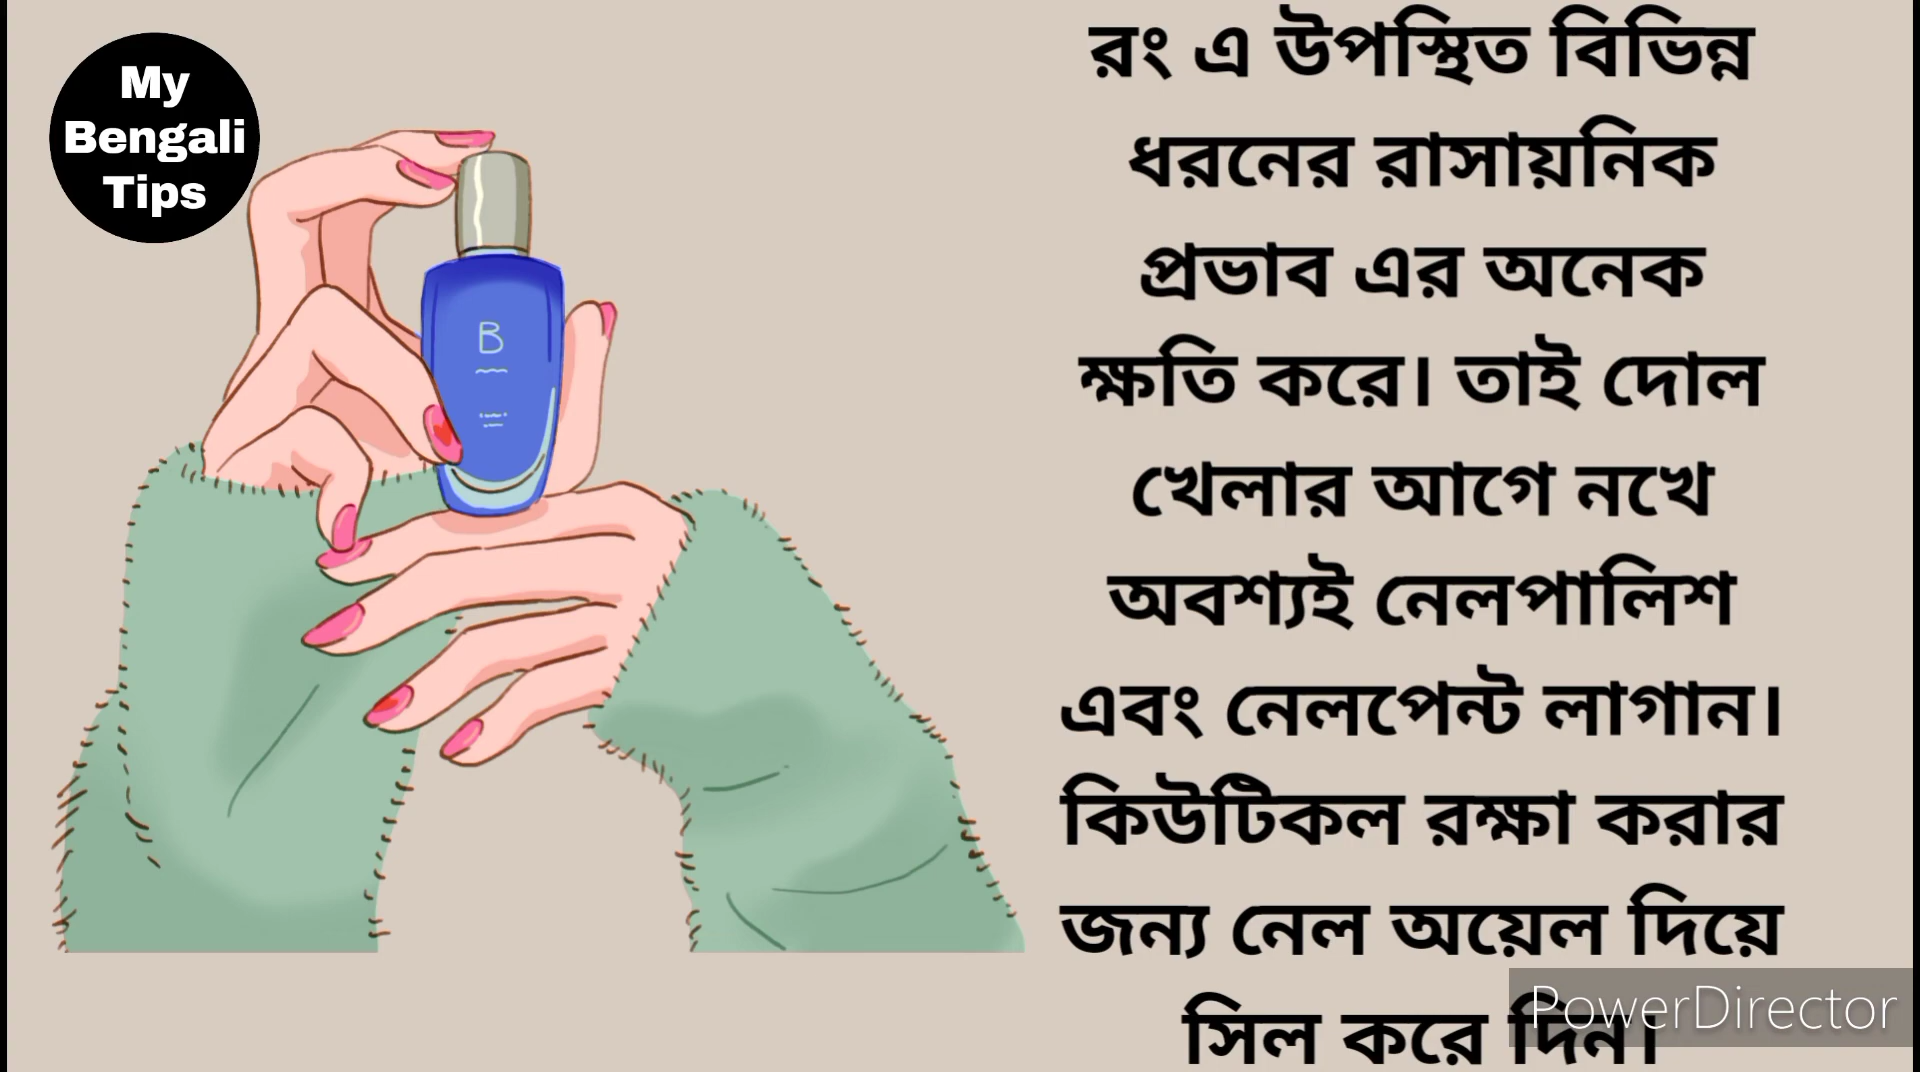 My
Bengali
Tips
B
রং এ উপস্থিত বিভিন্ন
ধরনের রাসায়নিক
প্রভাব এর অনেক
ক্ষতি করে। তাই দোল
খেলার আগে নখে
অবশ্যই নেলপালিশ
এবং নেলপেন্ট লাগান।
কিউটিকল রক্ষা করার
জন্য নেল অয়েল দিয়ে
সিল করে দিন।
PowerDirector